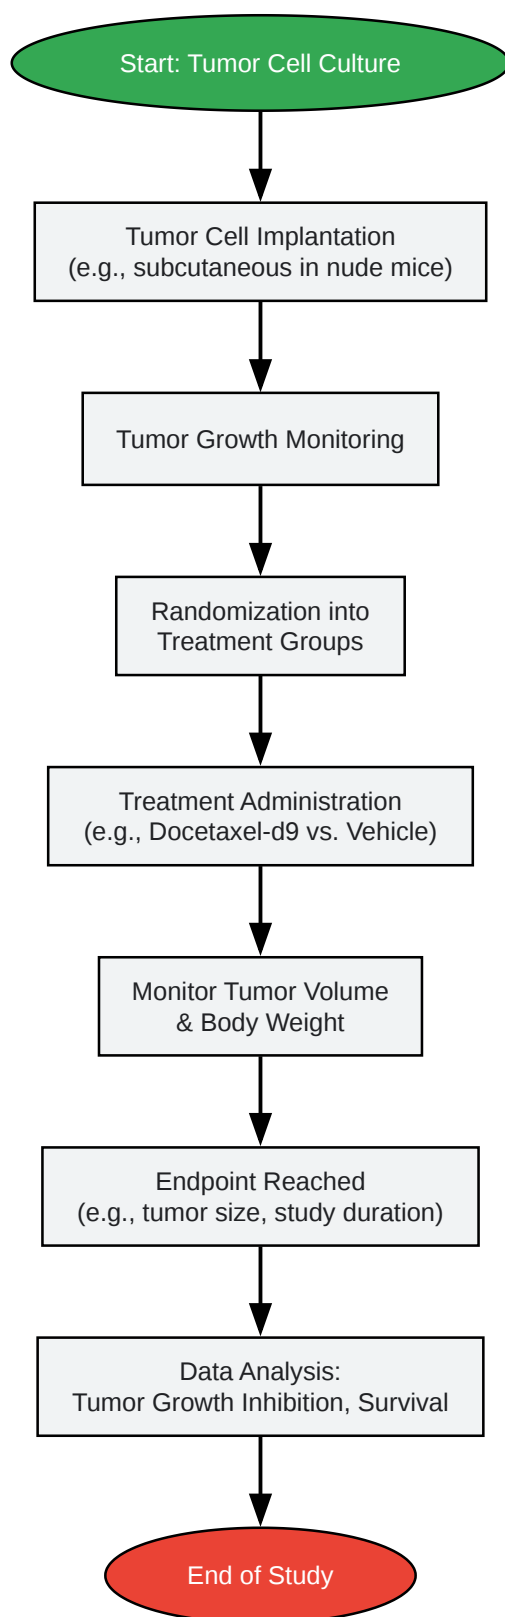 Start: Tumor Cell Culture
Tumor Cell Implantation
(e.g., subcutaneous in nude mice)
Tumor Growth Monitoring
Randomization into
Treatment Groups
Treatment Administration
(e.g., Docetaxel-d9 vs. Vehicle)
Monitor Tumor Volume
& Body Weight
Endpoint Reached
(e.g., tumor size, study duration)
Data Analysis:
Tumor Growth Inhibition, Survival
End of Study